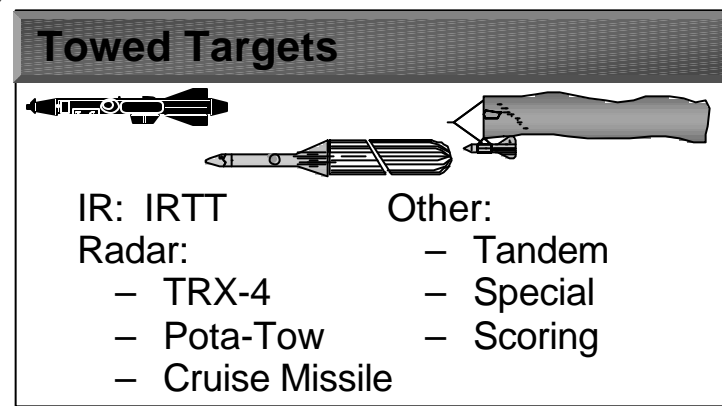 Towed Targets
IR: IRTT
Radar:
– TRX-4
– Pota-Tow
– Cruise Missile
Other:
– Tandem
– Special
– Scoring